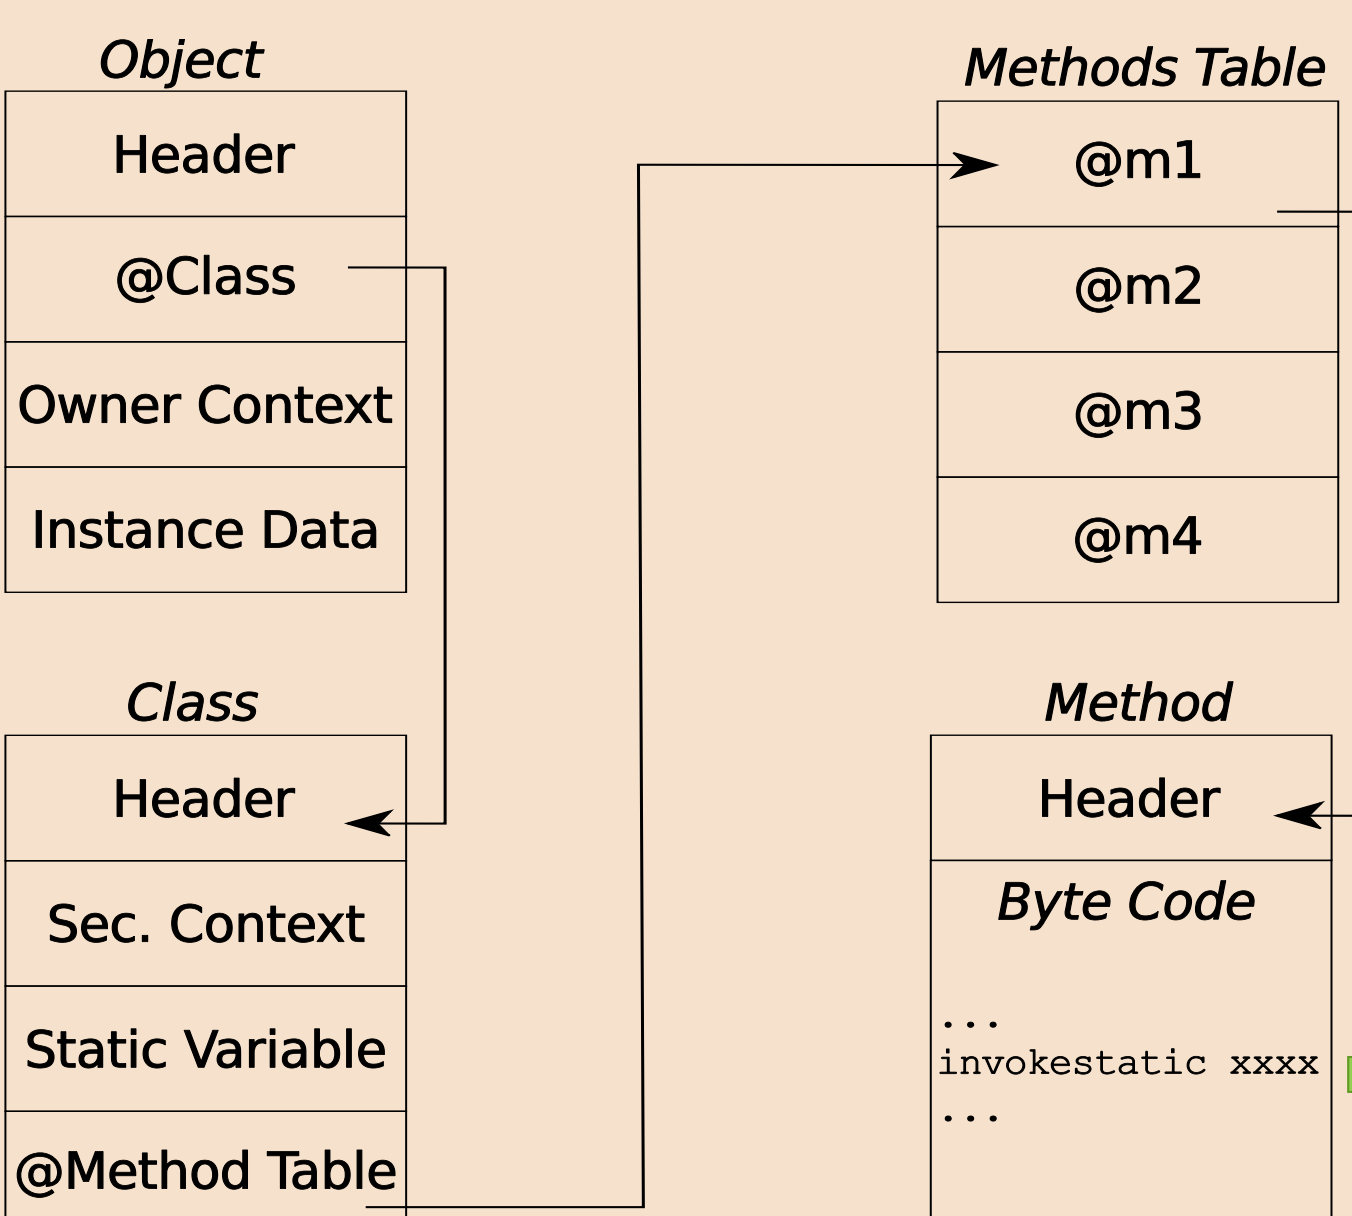 Object
Header
@Class
Owner Context
Instance Data
Class
Header
Sec. Context
Static Variable
@Method Table
Methods Table
@m1
@m2
@m3
@m4
Method
Header
Byte Code
...
invokestatic xxxx
...